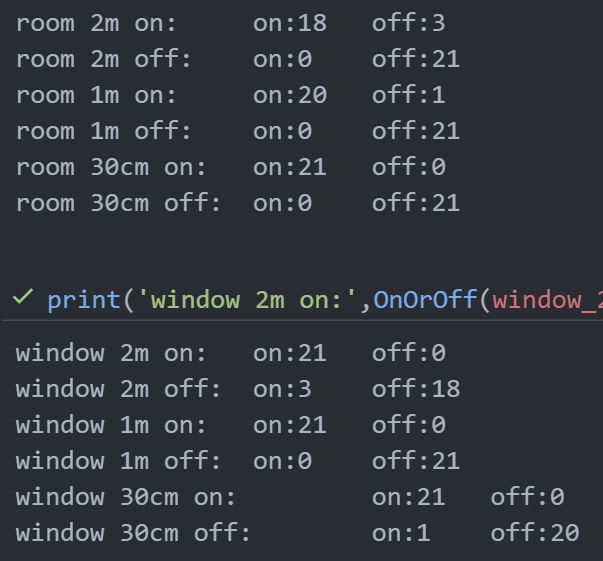 room 2m on:     on:18   off:3
room 2m off:    on:0    off:21
room 1m on:     on:20   off:1
room 1m off:    on:0    off:21
room 30cm on:   on:21   off:0
room 30cm off:  on:0    off:21
✓ print('window 2m on:',OnOrOff(window_2
window 2m on:   on:21   off:0
window 2m off:  on:3    off:18
window 1m on:   on:21   off:0
window 1m off:  on:0    off:21
window 30cm on:         on:21   off:0
window 30cm off:        on:1    off:20